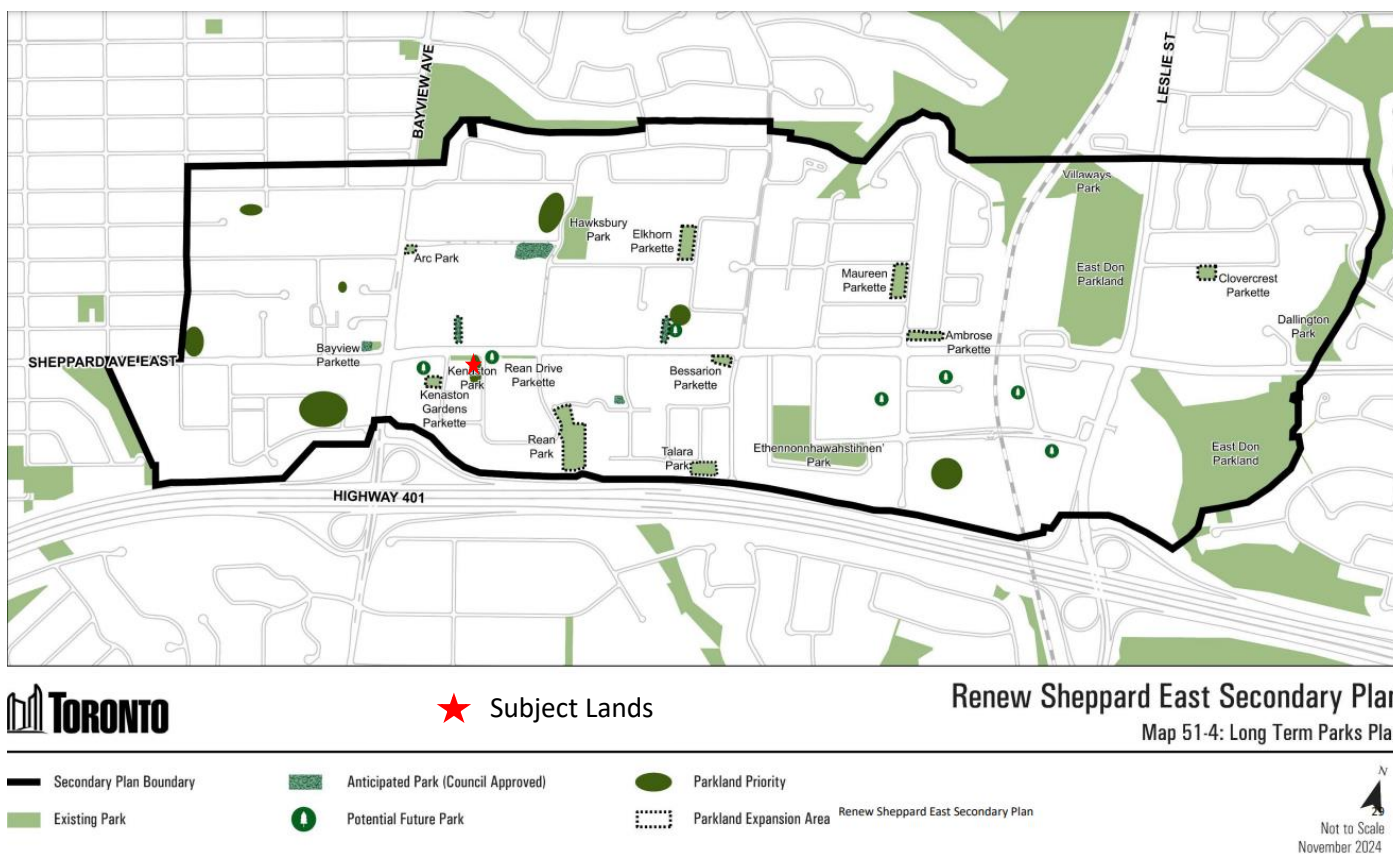 BAYVIEW AVE
LESLIE ST
Villaways
Park
Hawksbury
Park
Elkhorn
Parkette
Arc Park
Maureen
Parkette
East Don
Parkland
Clovercrest
Parkette
Dallington
Park
SHEPPARD AVE EAST
Bayview
Parkette
Kenaston
Park
Rean Drive
Parkette
Bessarion
Parkette
Ambrose
Parkette
Kenaston
Gardens
Parkette
Rean
Park
Talara
Park
Ethennonnhawahstihnen'
Park
East Don
Parkland
HIGHWAY 401
TORONTO
Subject Lands
Renew Sheppard East Secondary Plan
Map 51-4: Long Term Parks Pla
Secondary Plan Boundary
Anticipated Park (Council Approved)
Parkland Priority
Existing Park
Potential Future Park
Parkland Expansion Area
Renew Sheppard East Secondary Plan
N
29
Not to Scale
November 2024